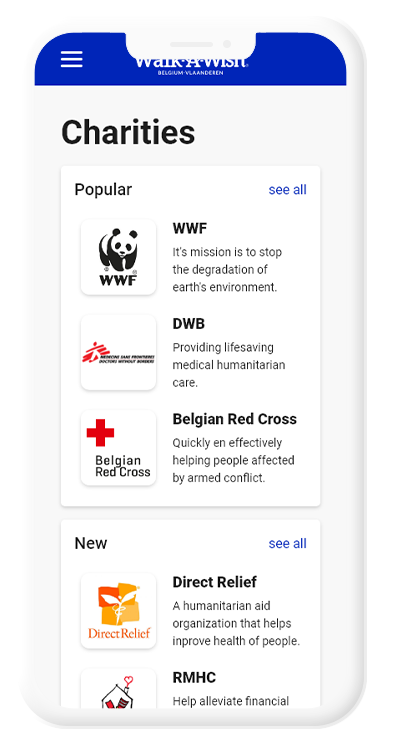 Walk·A·Wish
BELGIUM·VLAANDEREN
Charities
Popular see all
WWF
WWF
It's mission is to stop
the degradation of
earth's environment.
DWB
MEDECINS SANS FRONTIERES
DOCTORS WITHOUT BORDERS
Providing lifesaving
medical humanitarian
care.
Belgian Red Cross
Belgian
Red Cross
Quickly en effectively
helping people affected
by armed conflict.
New see all
Direct Relief
Direct Relief
A humanitarian aid
organization that helps
inprove health of people.
RMHC
Help alleviate financial